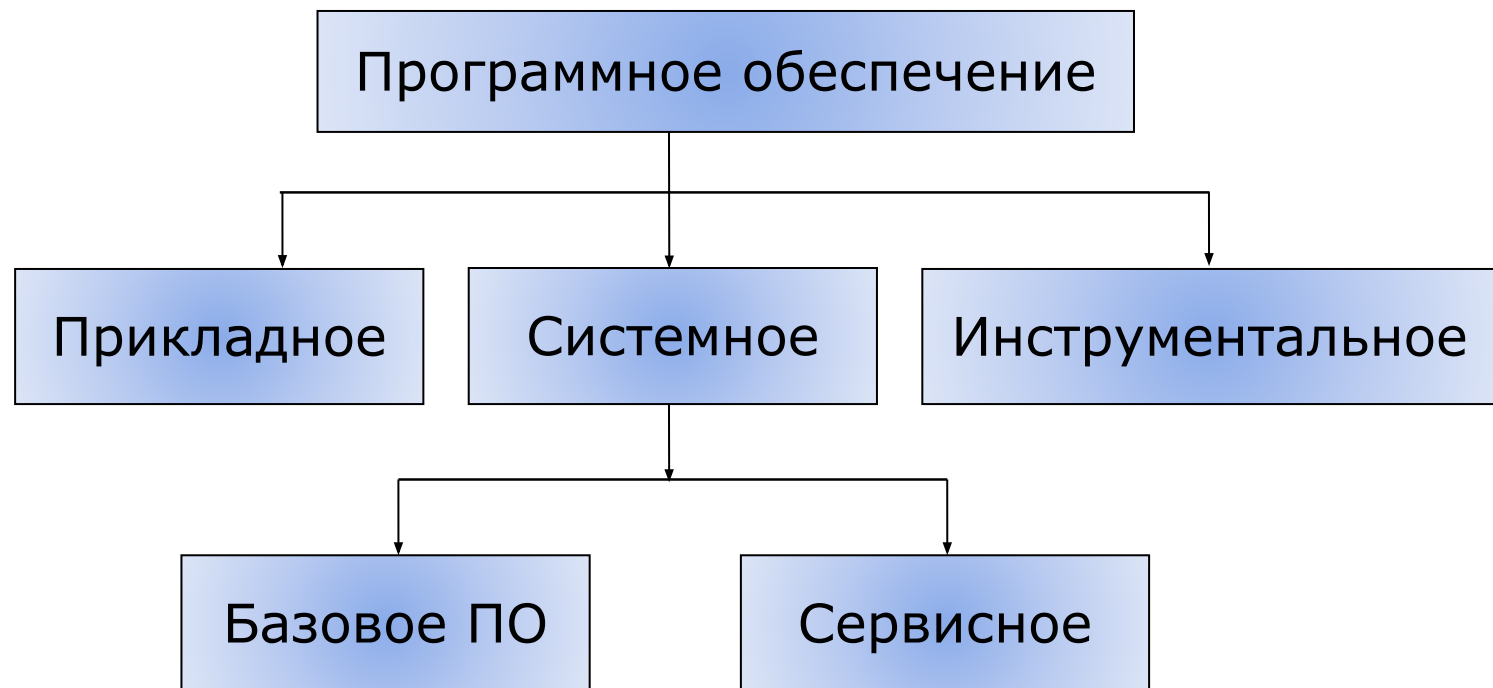 Программное обеспечение
Прикладное
Системное
Инструментальное
Базовое ПО
Сервисное